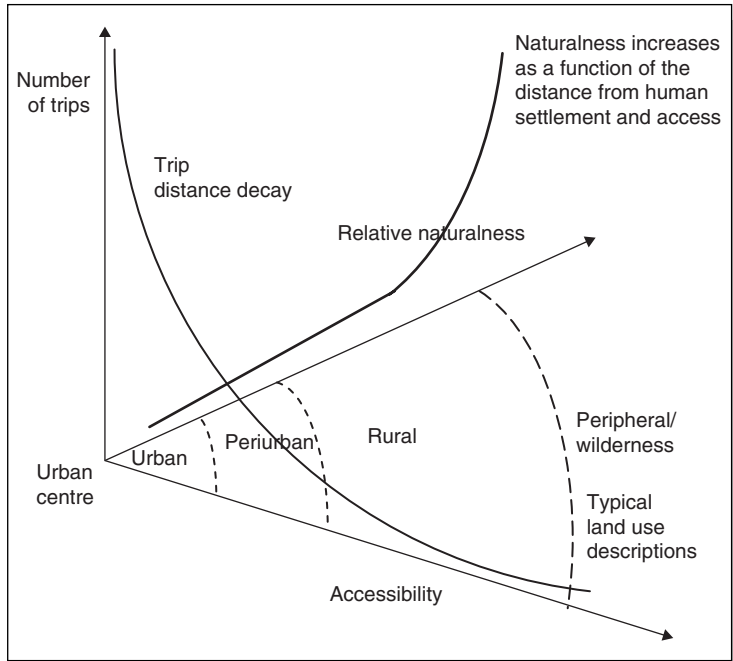 Number
of trips
Naturalness increases
as a function of the
distance from human
settlement and access
Trip
distance decay
Relative naturalness
Peripheral/
wilderness
Rural
Periurban
Urban
Urban
centre
Typical
land use
descriptions
Accessibility